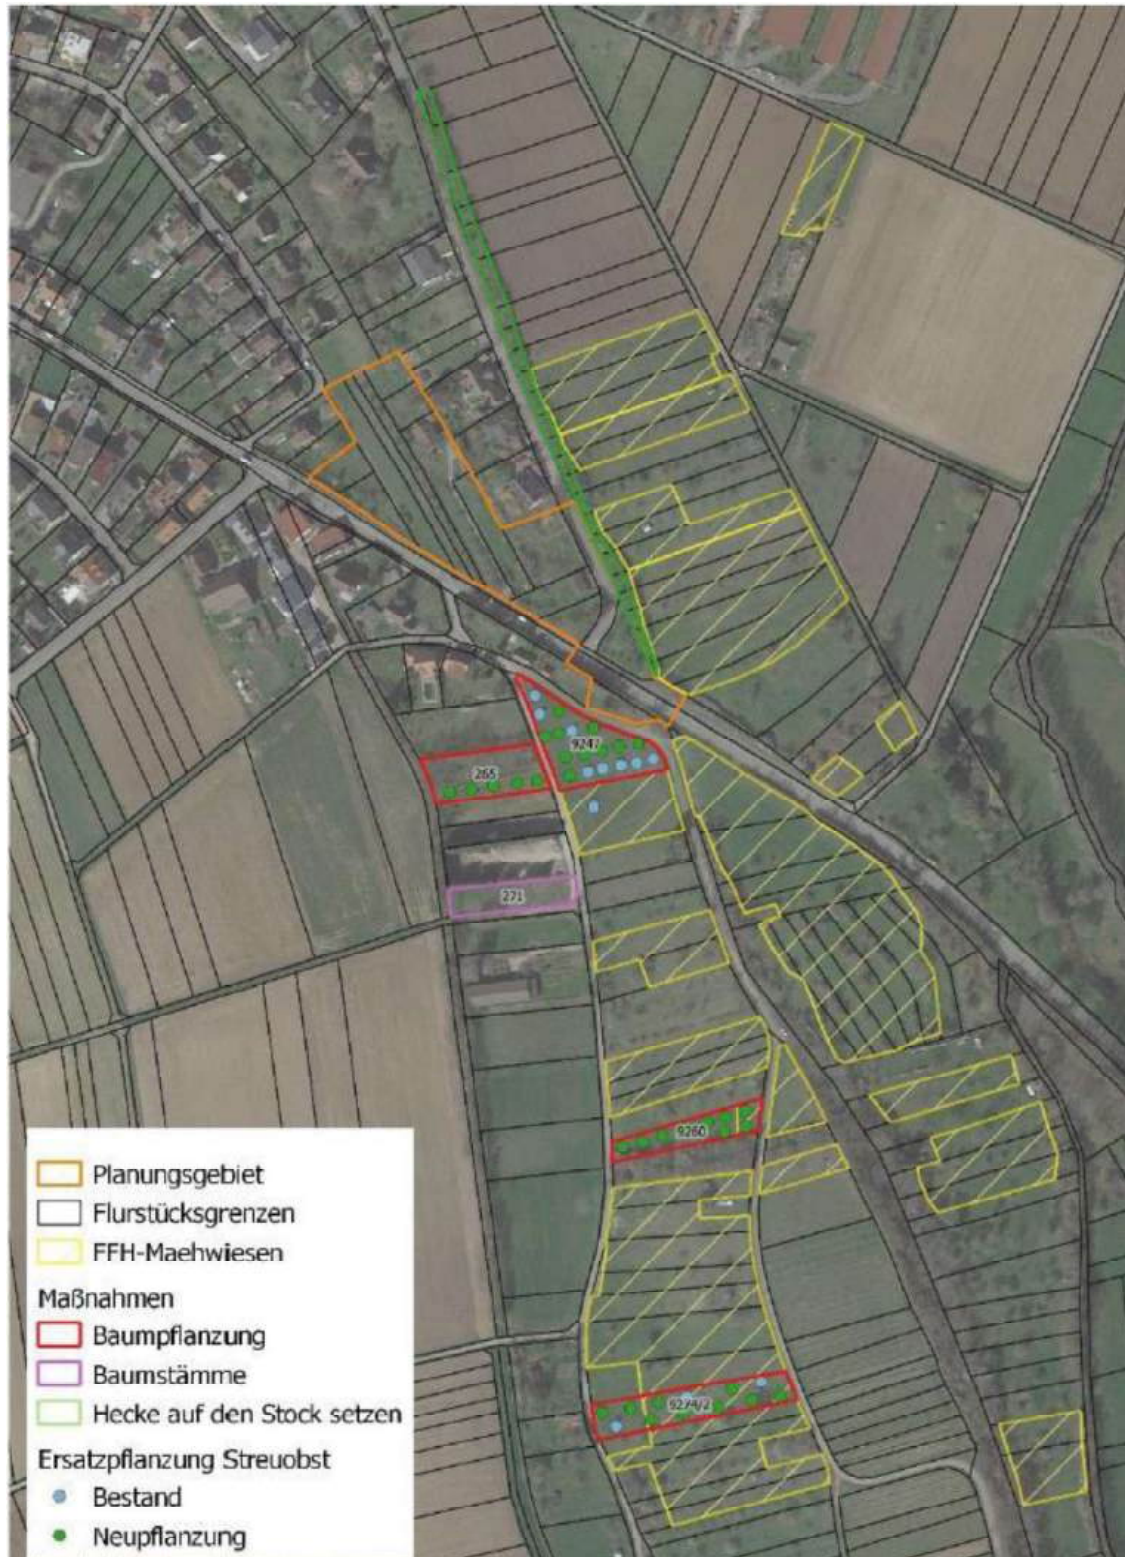 9247
265
271
9260
9274/2
Planungsgebiet
Flurstücksgrenzen
FFH-Maehwiesen
Maßnahmen
Baumpflanzung
Baumstämme
Hecke auf den Stock setzen
Ersatzpflanzung Streuobst
Bestand
Neupflanzung